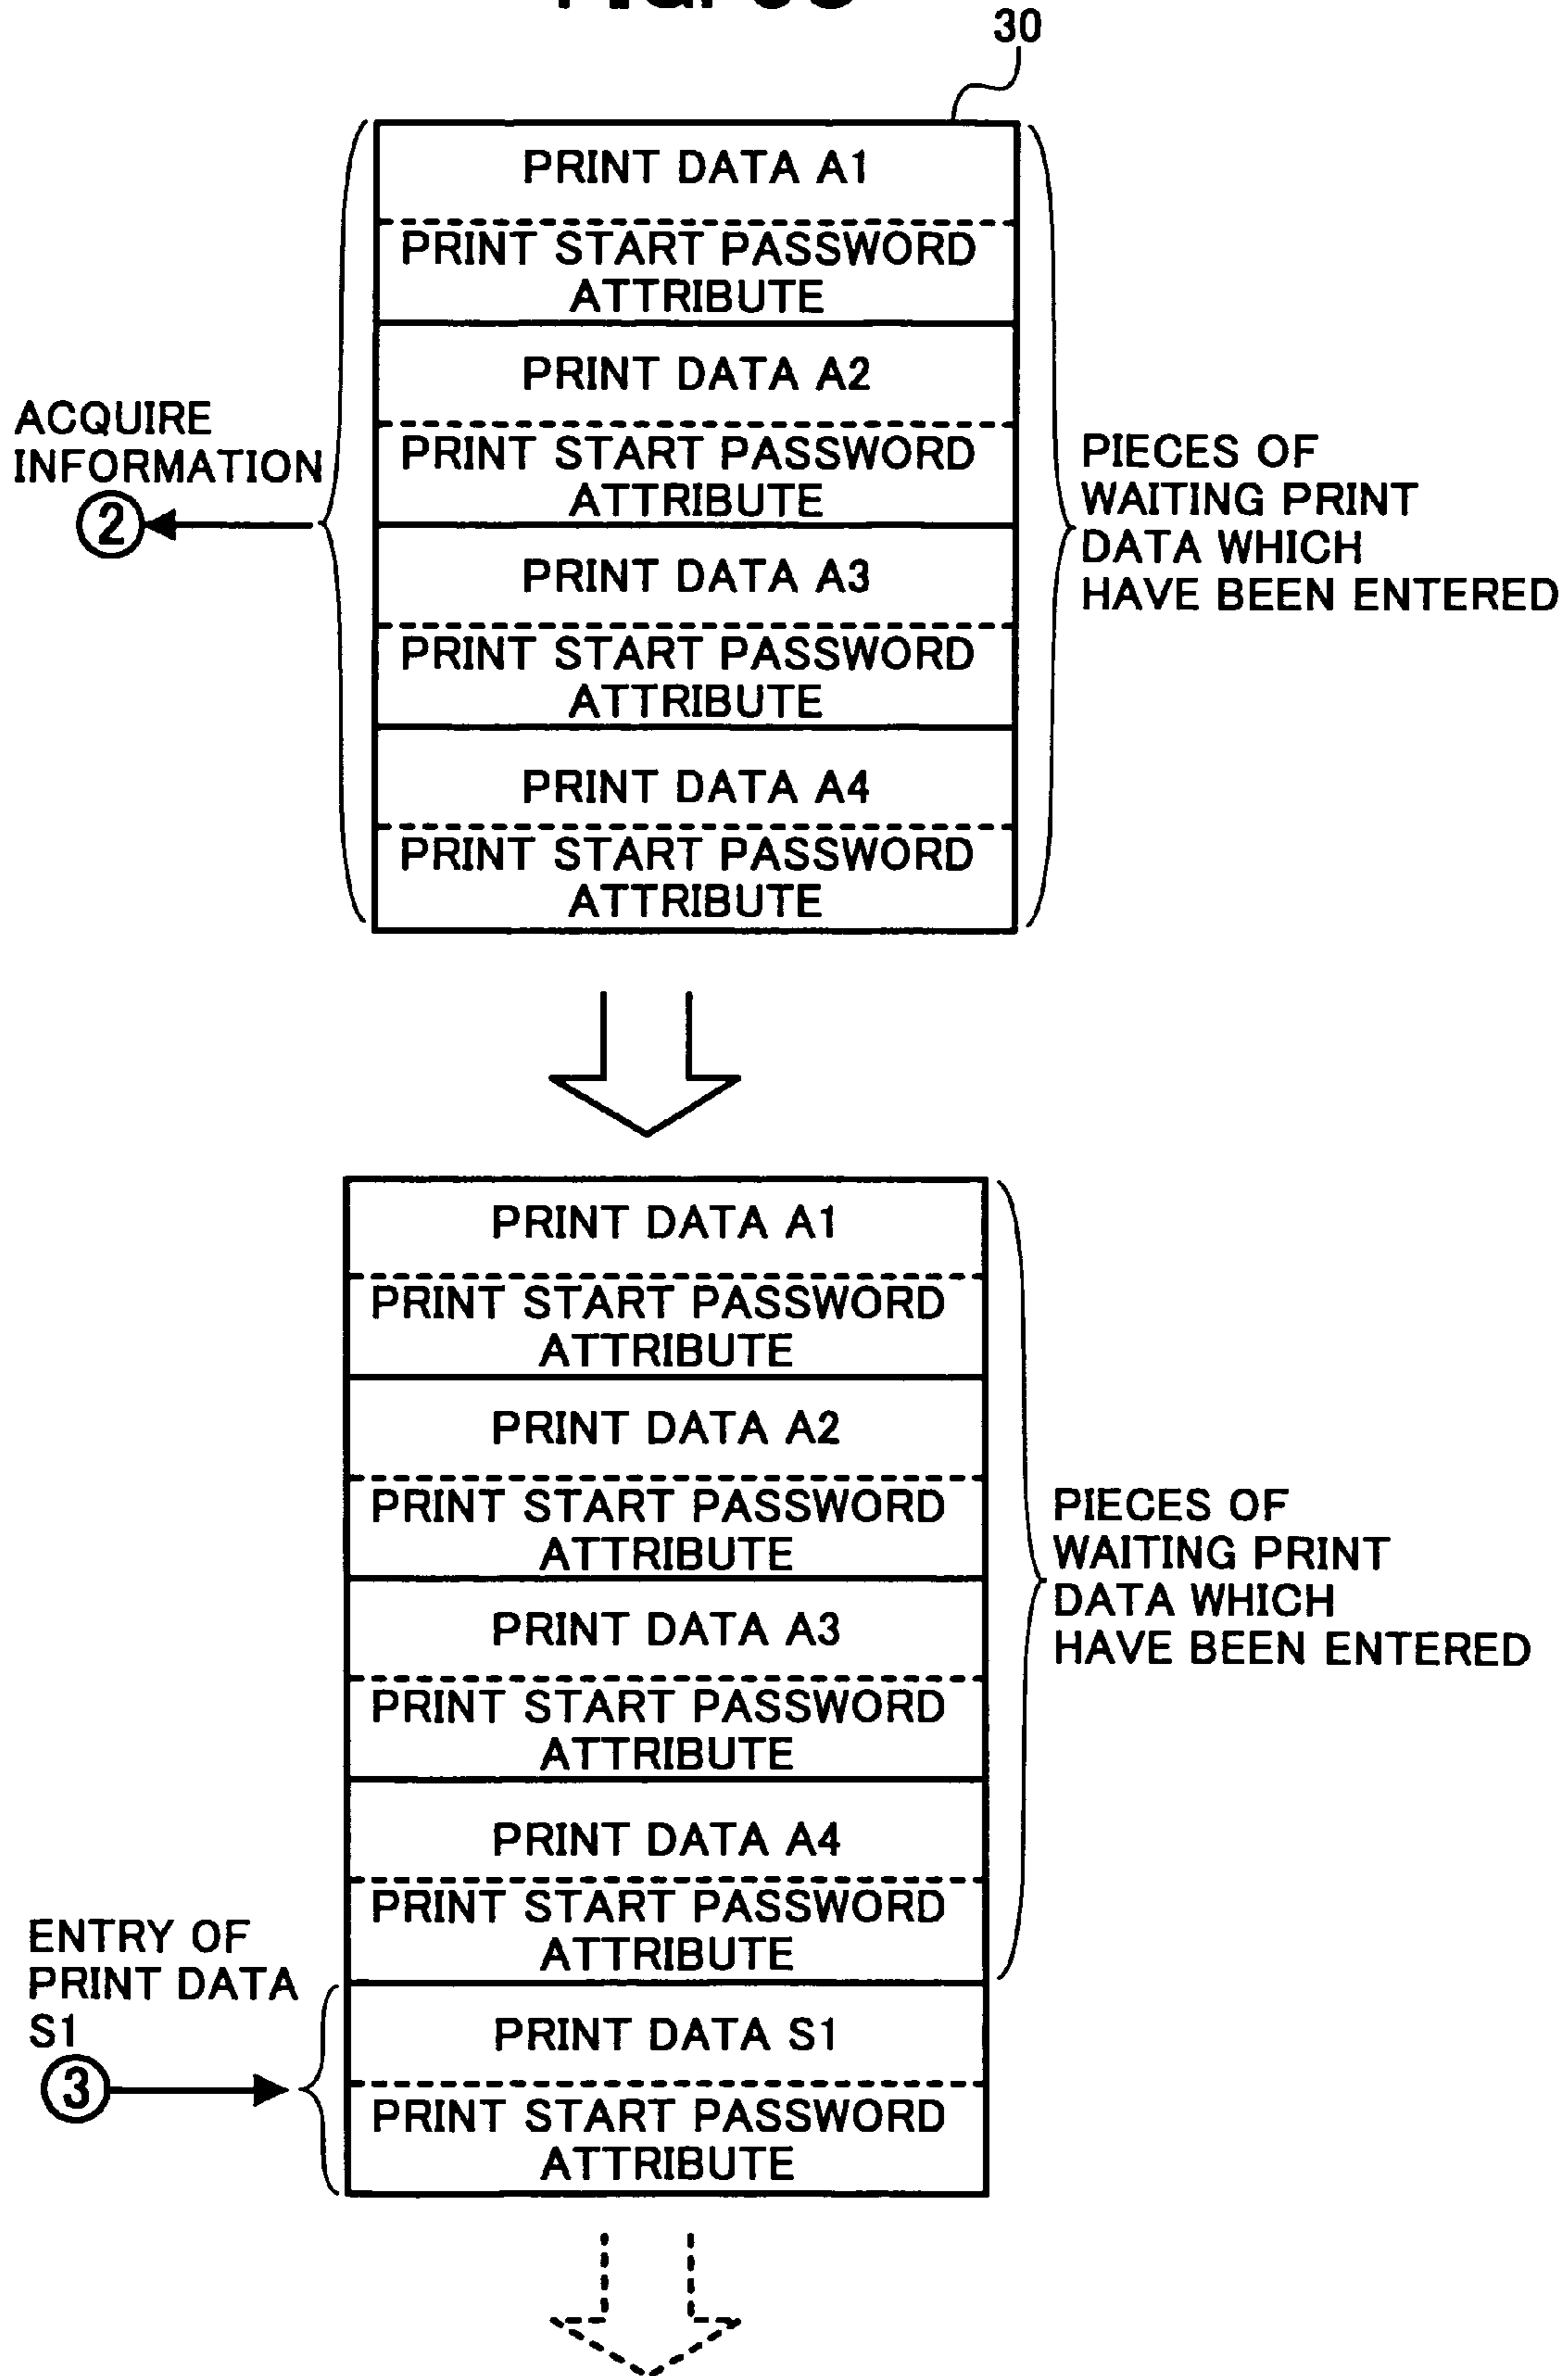 30
PRINT DATA A1
PRINT START PASSWORD
ATTRIBUTE
PRINT DATA A2
ACQUIRE
INFORMATION
2
PRINT START PASSWORD
ATTRIBUTE
PIECES OF
WAITING PRINT
DATA WHICH
HAVE BEEN ENTERED
PRINT DATA A3
PRINT START PASSWORD
ATTRIBUTE
PRINT DATA A4
PRINT START PASSWORD
ATTRIBUTE
PRINT DATA A1
PRINT START PASSWORD
ATTRIBUTE
PRINT DATA A2
PRINT START PASSWORD
ATTRIBUTE
PIECES OF
WAITING PRINT
DATA WHICH
HAVE BEEN ENTERED
PRINT DATA A3
PRINT START PASSWORD
ATTRIBUTE
PRINT DATA A4
PRINT START PASSWORD
ATTRIBUTE
ENTRY OF
PRINT DATA
S1
3
PRINT DATA S1
PRINT START PASSWORD
ATTRIBUTE